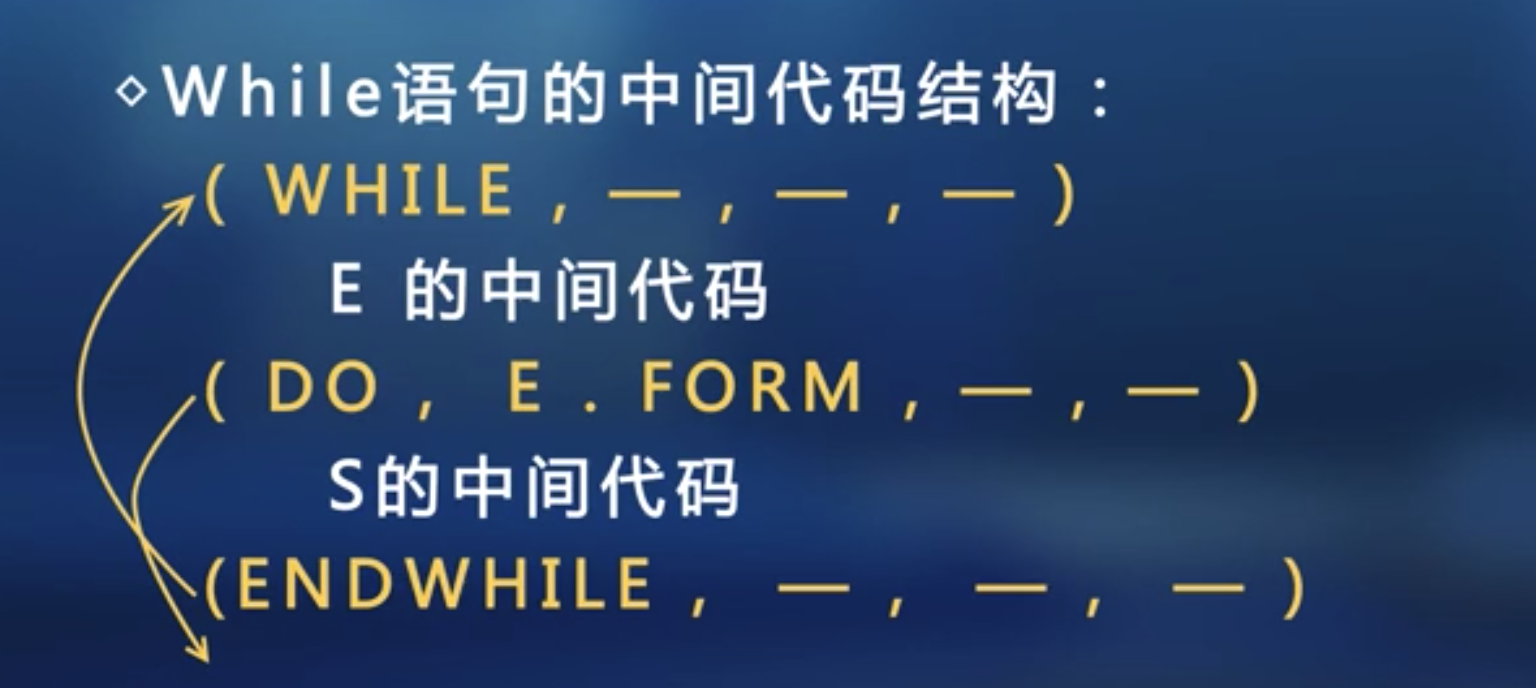 ◇While语句的中间代码结构：
( WHILE , — , — , — )
E 的中间代码
( DO , E . FORM , — , — )
S的中间代码
(ENDWHILE , — , — , — )